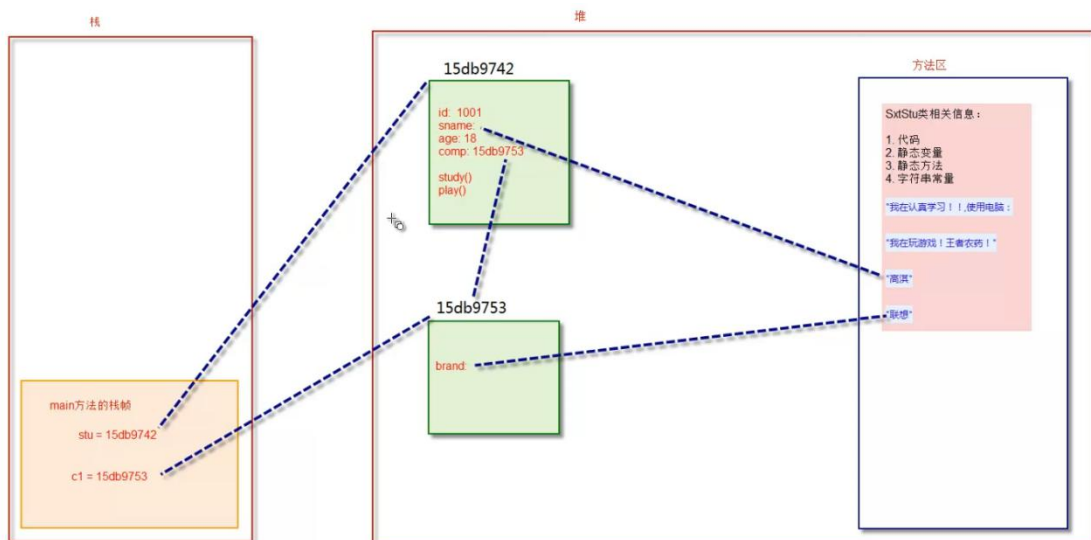 栈
堆
15db9742
id: 1001
sname:
age: 18
comp: 15db9753
study()
play()
15db9753
brand:
main方法的栈帧
stu = 15db9742
c1 = 15db9753
方法区
SxtStu类相关信息：
1. 代码
2. 静态变量
3. 静态方法
4. 字符串常量
"我在认真学习！！,使用电脑：
"我在玩游戏！王者农药！"
"高淇"
"联想"